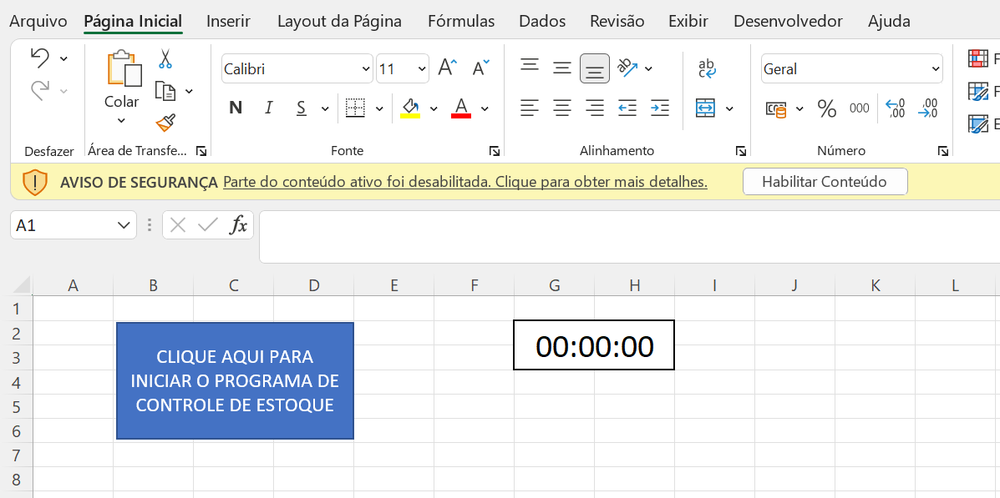 Arquivo Página Inicial Inserir Layout da Página Fórmulas Dados Revisão Exibir Desenvolvedor Ajuda
Calibri 11 A A ab Geral F
Colar c F
N I S A % 000 ,00 E
Desfazer Área de Transfe... Fonte Alinhamento Número
AVISO DE SEGURANÇA Parte do conteúdo ativo foi desabilitada. Clique para obter mais detalhes. Habilitar Conteúdo
A1 fx
A B C D E F G H I J K L
1
2
3
4
5
6
7
8
CLIQUE AQUI PARA
INICIAR O PROGRAMA DE
CONTROLE DE ESTOQUE
00:00:00